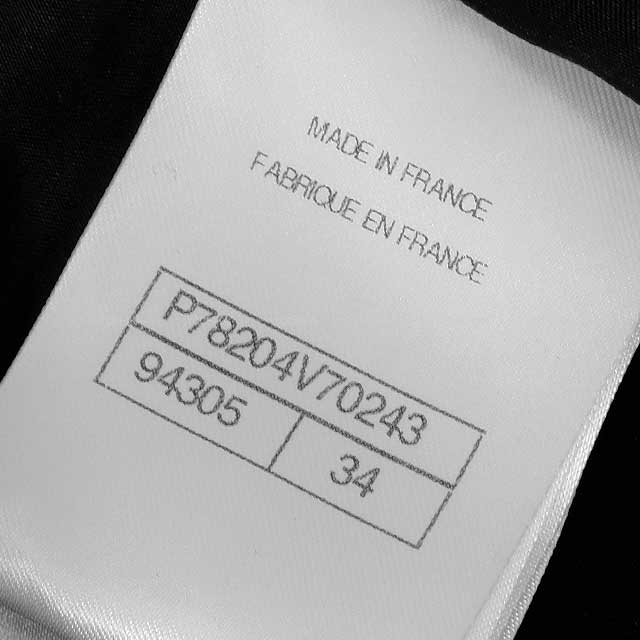 MADE IN FRANCE
FABRIQUE EN FRANCE
P78204V70243
94305 34